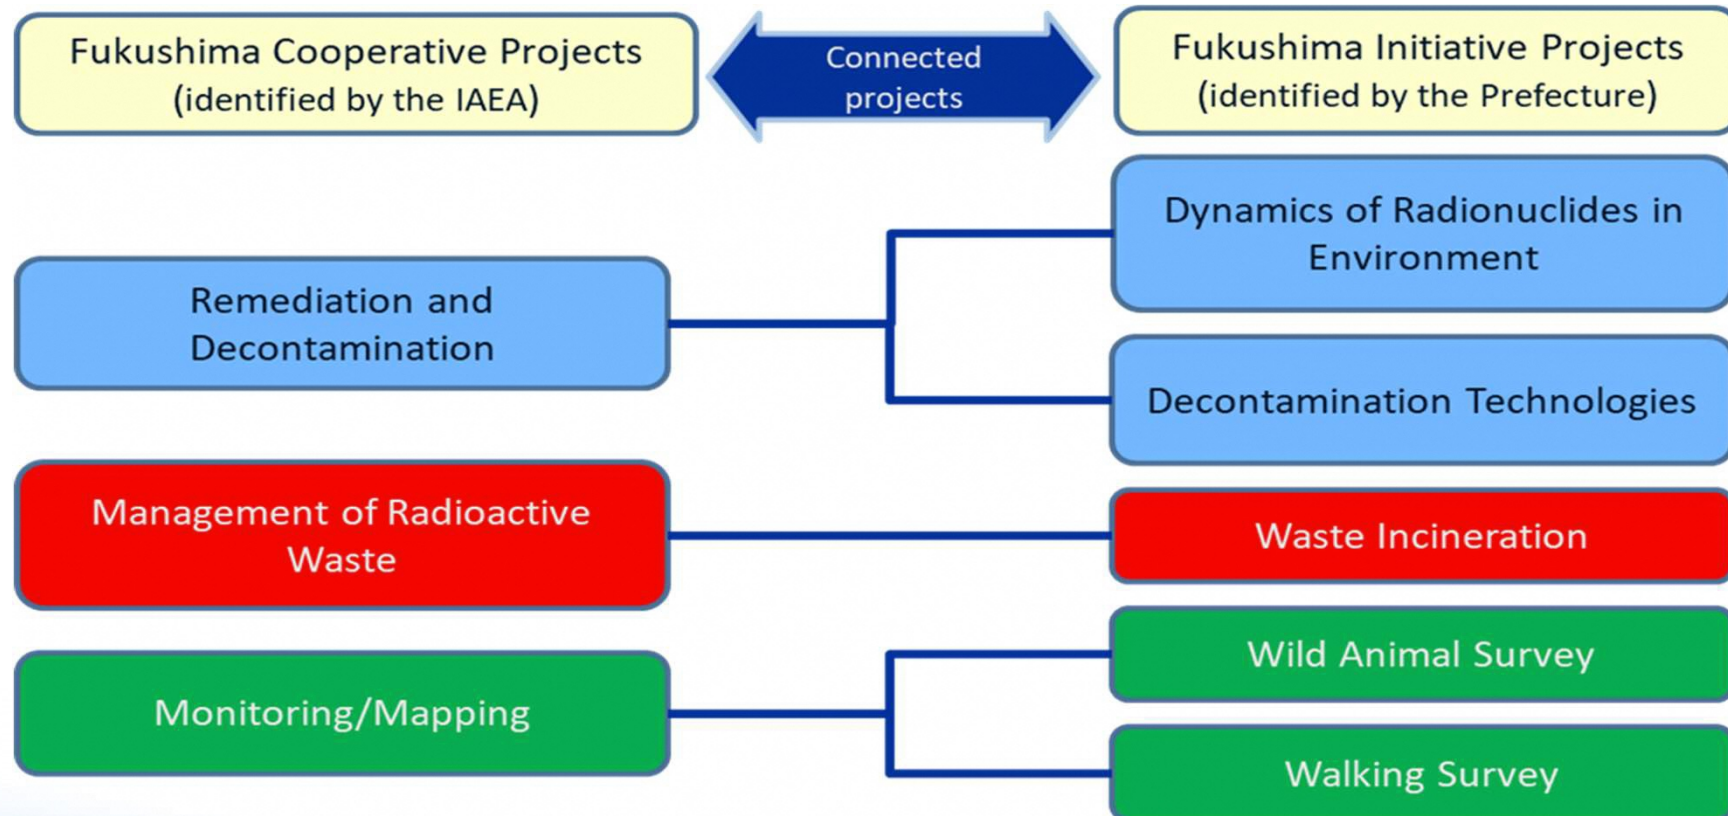 Fukushima Cooperative Projects
(identified by the IAEA)
Connected
projects
Fukushima Initiative Projects
(identified by the Prefecture)
Remediation and
Decontamination
Dynamics of Radionuclides in
Environment
Decontamination Technologies
Management of Radioactive
Waste
Waste Incineration
Monitoring/Mapping
Wild Animal Survey
Walking Survey